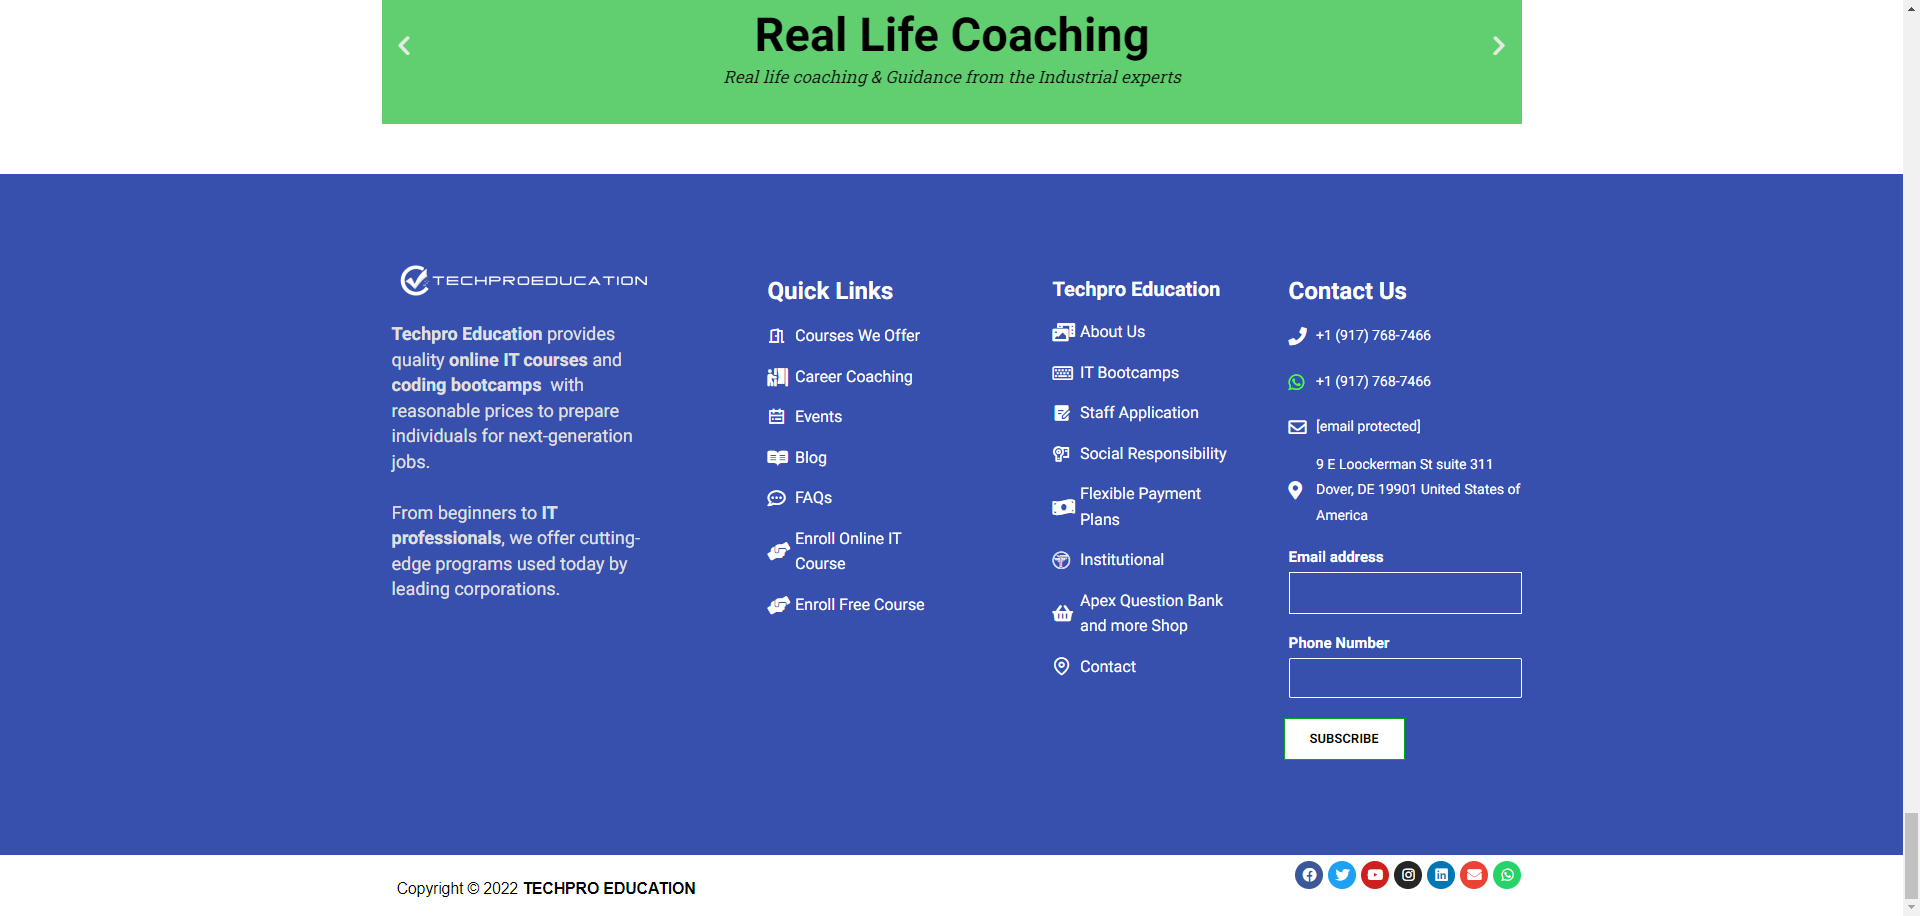 Real Life Coaching
Real life coaching & Guidance from the Industrial experts
TECHPROEDUCATION
Techpro Education provides
quality online IT courses and
coding bootcamps with
reasonable prices to prepare
individuals for next-generation
jobs.
From beginners to IT
professionals, we offer cutting-
edge programs used today by
leading corporations.
Quick Links
Courses We Offer
Career Coaching
Events
Blog
FAQs
Enroll Online IT
Course
Enroll Free Course
Techpro Education
About Us
IT Bootcamps
Staff Application
Social Responsibility
Flexible Payment
Plans
Institutional
Apex Question Bank
and more Shop
Contact
Contact Us
+1 (917) 768-7466
+1 (917) 768-7466
[email protected]
9 E Loockerman St suite 311
Dover, DE 19901 United States of
America
Email address
Phone Number
SUBSCRIBE
Copyright © 2022 TECHPRO EDUCATION